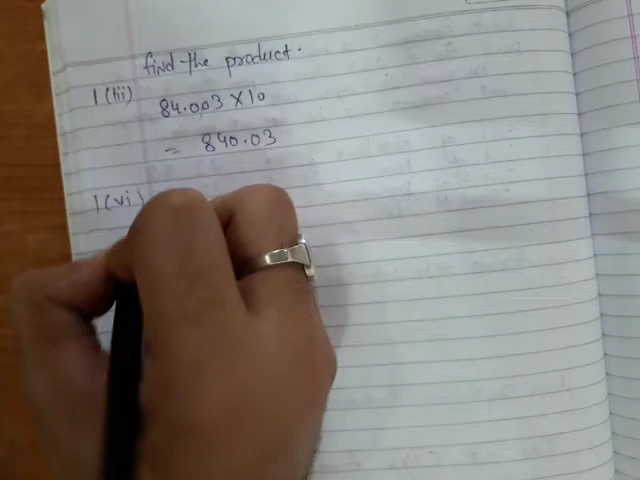 find the product.
1(iii) 84.003 × 10
= 840.03
1(vi)